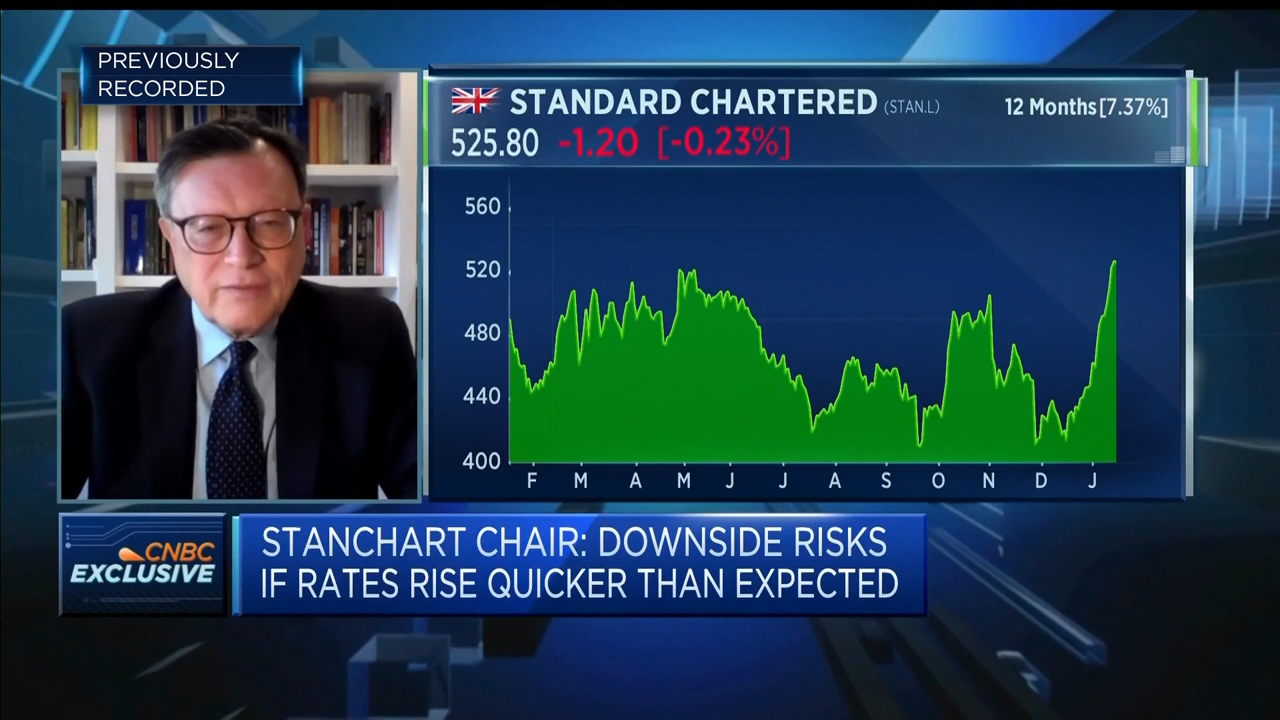 PREVIOUSLY
RECORDED
STANDARD CHARTERED (STAN.L) 12 Months [7.37%]
525.80 -1.20 [-0.23%]
560
520
480
440
400
F M A M J J A S O N D J
CNBC
EXCLUSIVE
STANCHART CHAIR: DOWNSIDE RISKS
IF RATES RISE QUICKER THAN EXPECTED